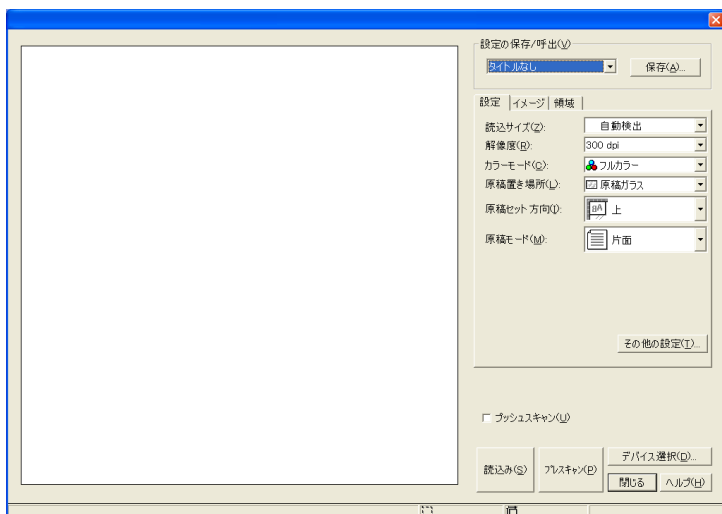 設定の保存/呼出(V)
タイトルなし
保存(A)...
設定 イメージ 領域
読込サイズ(Z): 自動検出
解像度(R): 300 dpi
カラーモード(C): フルカラー
原稿置き場所(L): 原稿ガラス
原稿セット方向(I): 上
原稿モード(M): 片面
その他の設定(T)...
プッシュスキャン(U)
読込み(S)
プレスキャン(P)
デバイス選択(D)...
閉じる
ヘルプ(H)